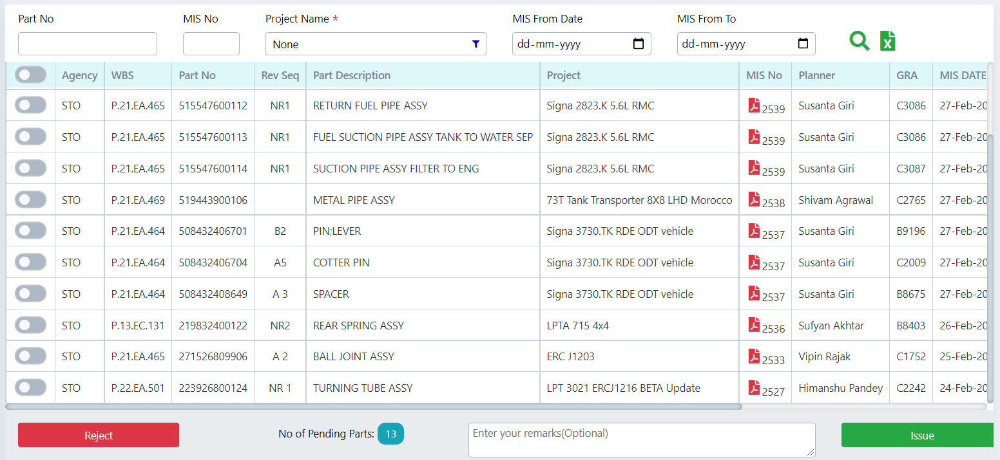 Part No MIS No Project Name * MIS From Date MIS From To
None dd-mm-yyyy dd-mm-yyyy
Agency WBS Part No Rev Seq Part Description Project MIS No Planner GRA MIS DATE
STO P.21.EA.465 515547600112 NR1 RETURN FUEL PIPE ASSY Signa 2823.K 5.6L RMC 2539 Susanta Giri C3086 27-Feb-20
STO P.21.EA.465 515547600113 NR1 FUEL SUCTION PIPE ASSY TANK TO WATER SEP Signa 2823.K 5.6L RMC 2539 Susanta Giri C3086 27-Feb-20
STO P.21.EA.465 515547600114 NR1 SUCTION PIPE ASSY FILTER TO ENG Signa 2823.K 5.6L RMC 2539 Susanta Giri C3087 27-Feb-20
STO P.21.EA.469 519443900106 METAL PIPE ASSY 73T Tank Transporter 8X8 LHD Morocco 2538 Shivam Agrawal C2765 27-Feb-20
STO P.21.EA.464 508432406701 B2 PIN;LEVER Signa 3730.TK RDE ODT vehicle 2537 Susanta Giri B9196 27-Feb-20
STO P.21.EA.464 508432406704 A5 COTTER PIN Signa 3730.TK RDE ODT vehicle 2537 Susanta Giri C2009 27-Feb-20
STO P.21.EA.464 508432408649 A 3 SPACER Signa 3730.TK RDE ODT vehicle 2537 Susanta Giri B8675 27-Feb-20
STO P.13.EC.131 219832400122 NR2 REAR SPRING ASSY LPTA 715 4x4 2536 Sufyan Akhtar B8403 26-Feb-20
STO P.21.EA.465 271526809906 A 2 BALL JOINT ASSY ERC J1203 2533 Vipin Rajak C1752 25-Feb-20
STO P.22.EA.501 223926800124 NR 1 TURNING TUBE ASSY LPT 3021 ERCJ1216 BETA Update 2527 Himanshu Pandey C2242 24-Feb-20
Reject No of Pending Parts: 13 Enter your remarks(Optional) Issue